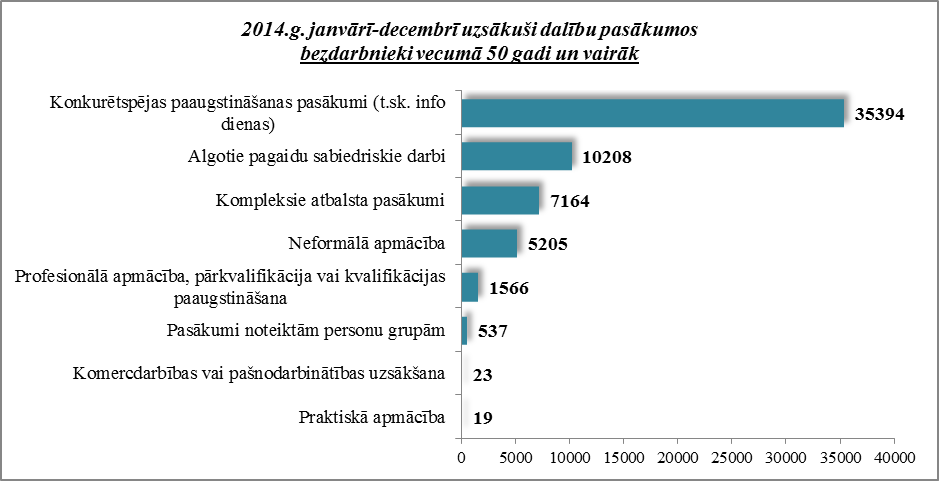 2014.g. janvārī-decembrī uzsākuši dalību pasākumos
bezdarbnieki vecumā 50 gadi un vairāk
Konkurētspējas paaugstināšanas pasākumi (t.sk. info
dienas)
35394
Algotie pagaidu sabiedriskie darbi
10208
Kompleksie atbalsta pasākumi
7164
Neformālā apmācība
5205
Profesionālā apmācība, pārkvalifikācija vai kvalifikācijas
paaugstināšana
1566
Pasākumi noteiktām personu grupām
537
Komercdarbības vai pašnodarbinātības uzsākšana
23
Praktiskā apmācība
19
0 5000 10000 15000 20000 25000 30000 35000 40000